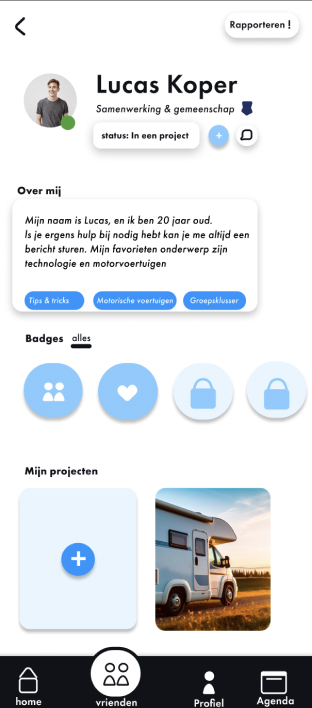 Rapporteren !
Lucas Koper
Samenwerking & gemeenschap
status: In een project
Over mij
Mijn naam is Lucas, en ik ben 20 jaar oud.
Is je ergens hulp bij nodig hebt kan je me altijd een
bericht sturen. Mijn favorieten onderwerp zijn
technologie en motorvoertuigen
Tips & tricks Motorische voertuigen Groepsklusser
Badges alles
Mijn projecten
home vrienden Profiel Agenda